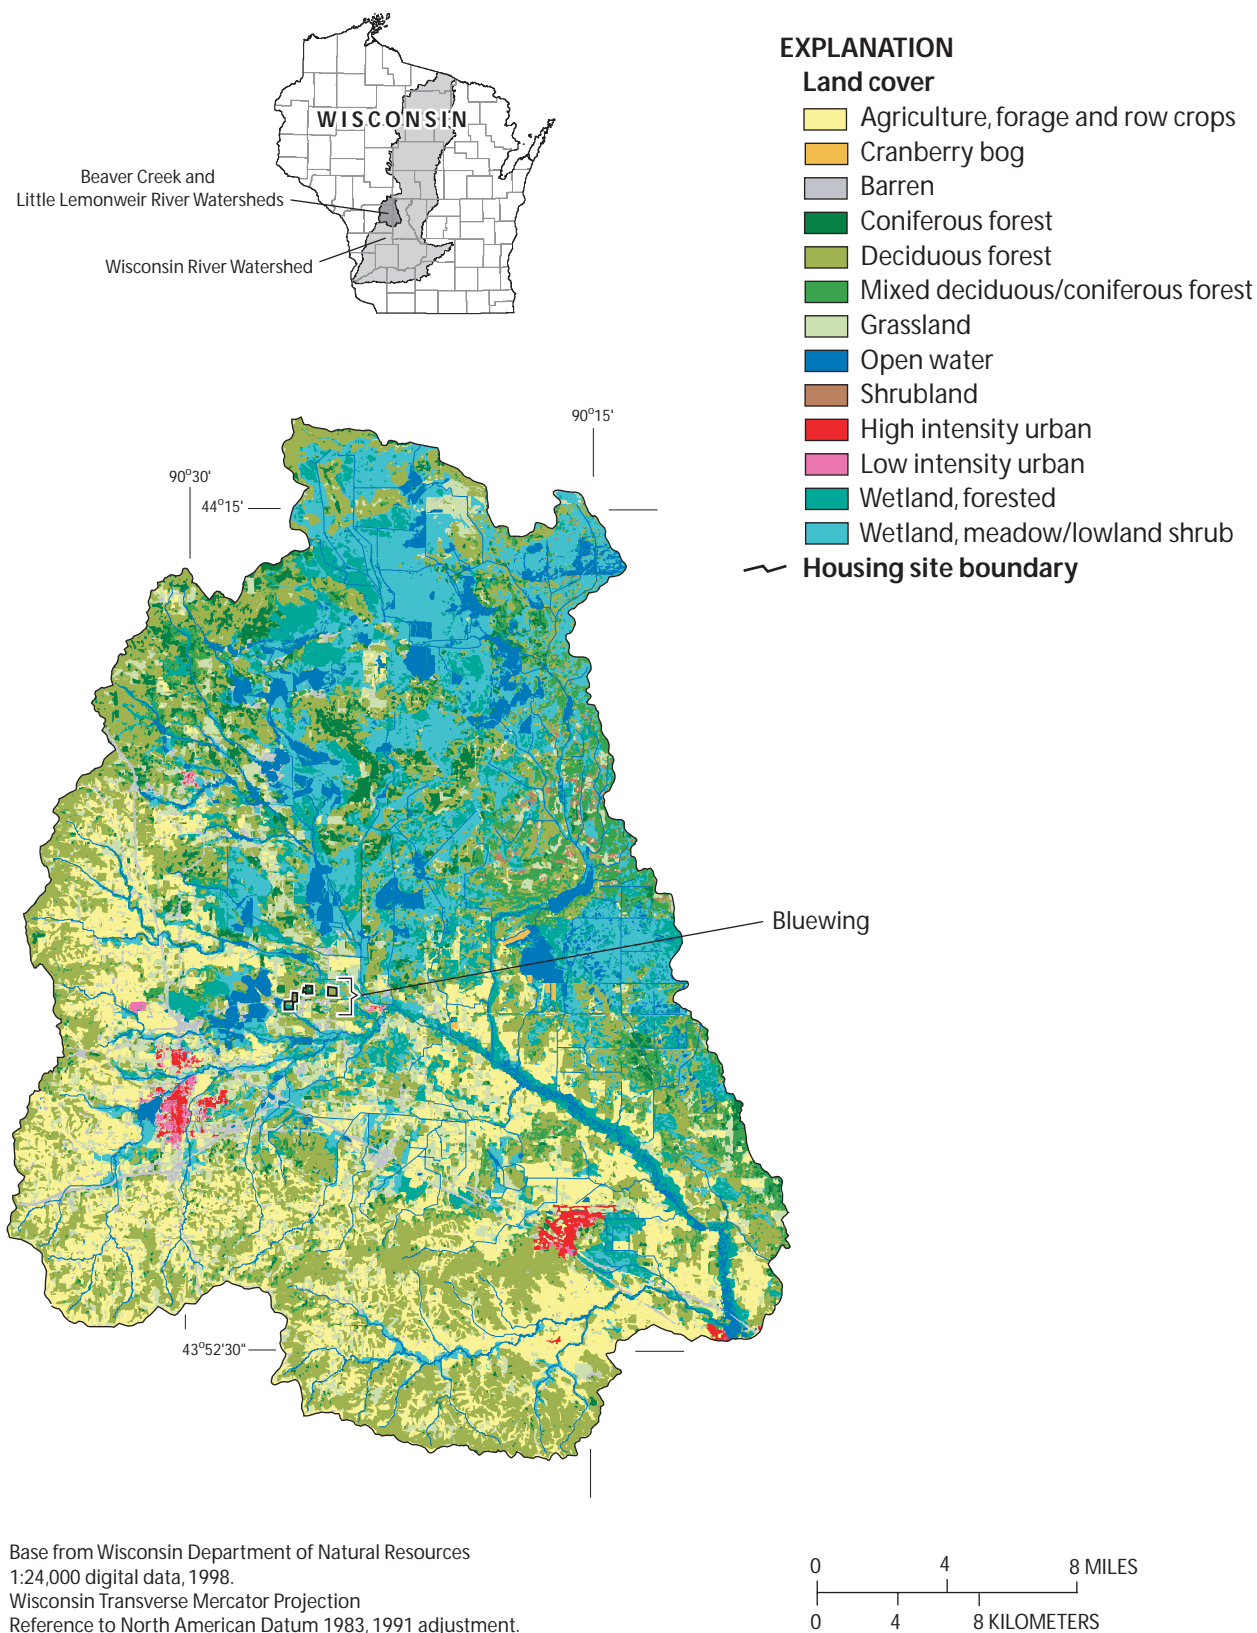 WISCONSIN
Beaver Creek and
Little Lemonweir River Watersheds
Wisconsin River Watershed
EXPLANATION
Land cover
Agriculture, forage and row crops
Cranberry bog
Barren
Coniferous forest
Deciduous forest
Mixed deciduous/coniferous forest
Grassland
Open water
Shrubland
High intensity urban
Low intensity urban
Wetland, forested
Wetland, meadow/lowland shrub
Housing site boundary
90°15'
90°30'
44°15'
Bluewing
43°52'30"
Base from Wisconsin Department of Natural Resources
1:24,000 digital data, 1998.
Wisconsin Transverse Mercator Projection
Reference to North American Datum 1983, 1991 adjustment.
0 4 8 MILES
0 4 8 KILOMETERS